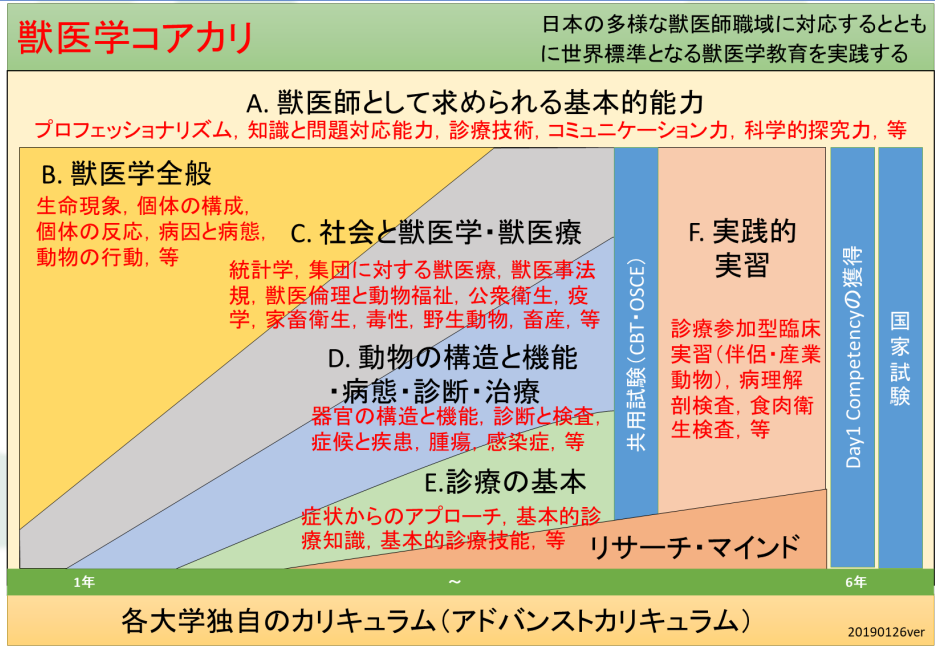 獣医学コアカリ
日本の多様な獣医師職域に対応するととも
に世界標準となる獣医学教育を実践する
A. 獣医師として求められる基本的能力
プロフェッショナリズム, 知識と問題対応能力, 診療技術, コミュニケーション力, 科学的探究力, 等
B. 獣医学全般
生命現象, 個体の構成,
個体の反応, 病因と病態,
動物の行動, 等
C. 社会と獣医学・獣医療
統計学, 集団に対する獣医療, 獣医事法
規, 獣医倫理と動物福祉, 公衆衛生, 疫
学, 家畜衛生, 毒性, 野生動物, 畜産, 等
D. 動物の構造と機能
・病態・診断・治療
器官の構造と機能, 診断と検査,
症候と疾患, 腫瘍, 感染症, 等
E.診療の基本
症状からのアプローチ, 基本的診
療知識, 基本的診療技能, 等
共用試験(CBT・OSCE)
F. 実践的
実習
診療参加型臨床
実習(伴侶・産業
動物), 病理解
剖検査, 食肉衛
生検査, 等
リサーチ・マインド
Day1 Competencyの獲得
国家試験
1年
～
6年
各大学独自のカリキュラム(アドバンストカリキュラム)
20190126ver